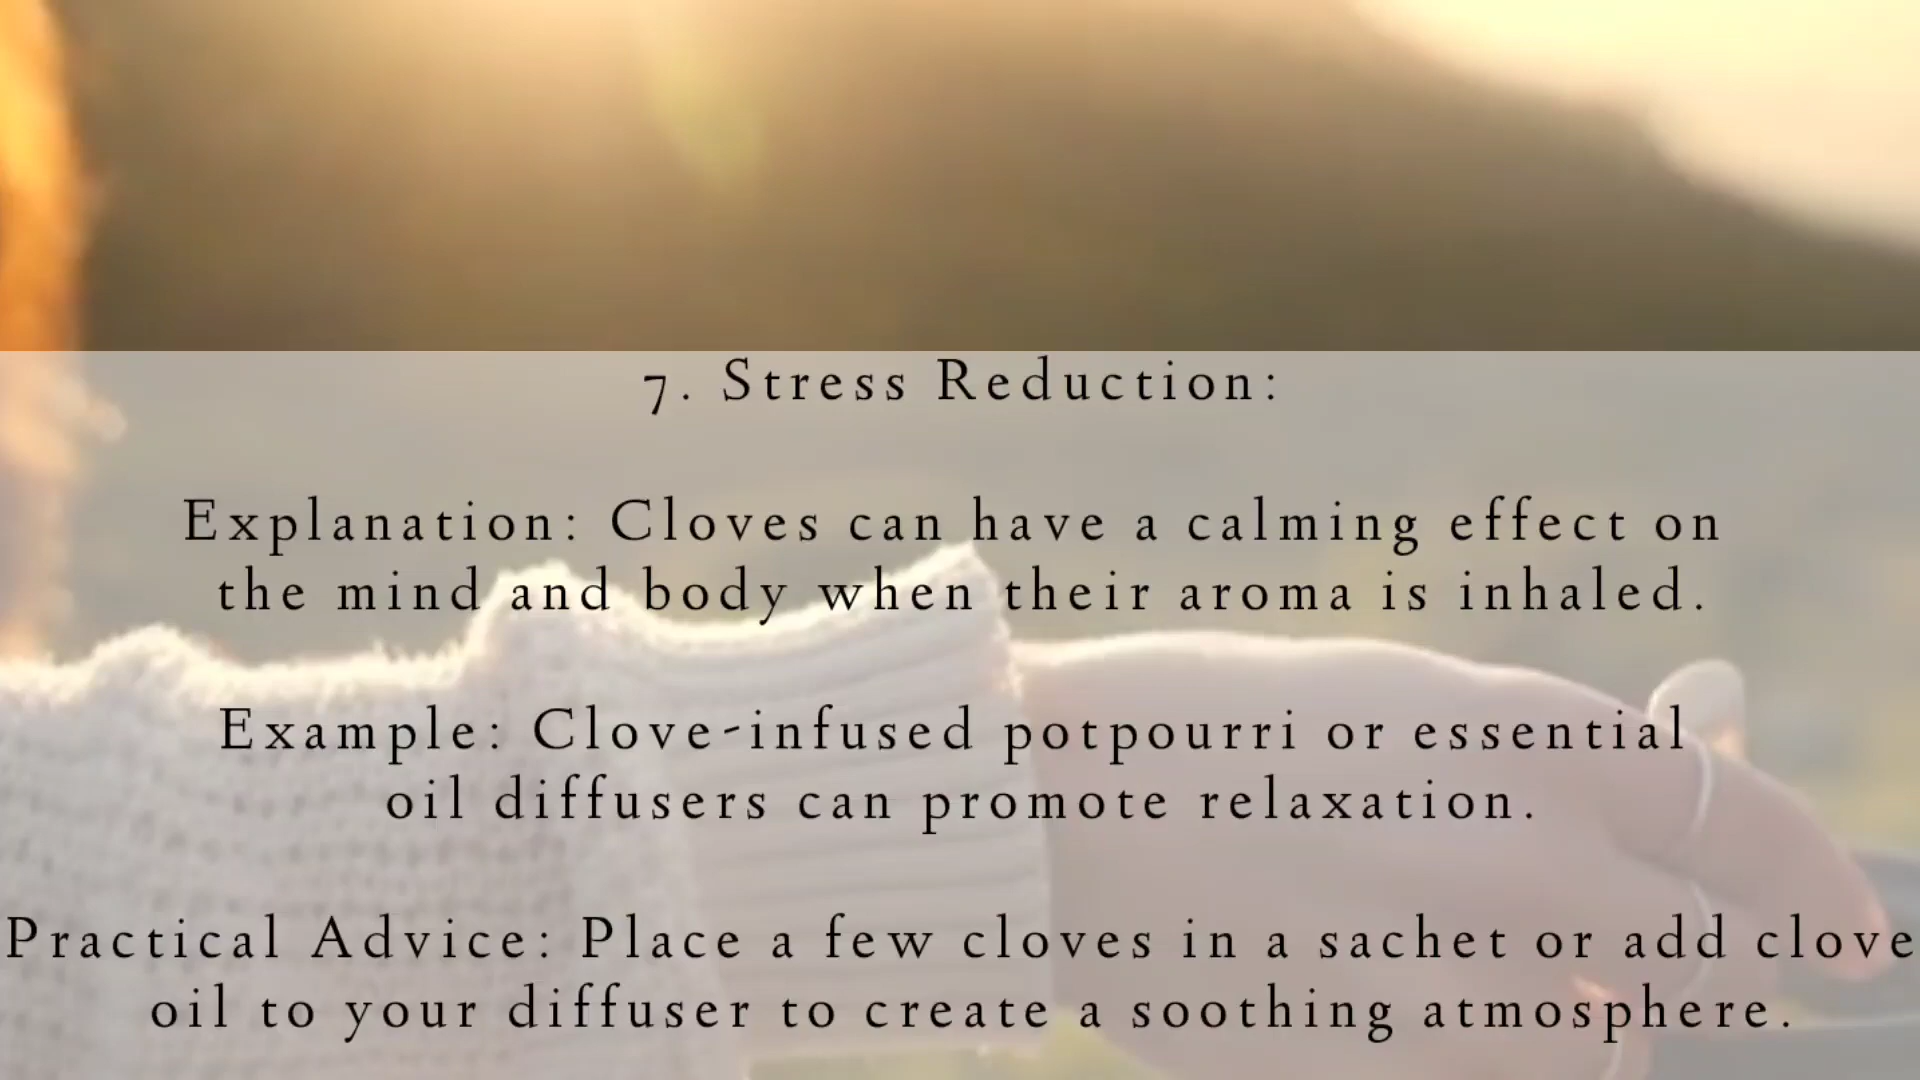 7. Stress Reduction:
Explanation: Cloves can have a calming effect on
the mind and body when their aroma is inhaled.
Example: Clove-infused potpourri or essential
oil diffusers can promote relaxation.
Practical Advice: Place a few cloves in a sachet or add clove
oil to your diffuser to create a soothing atmosphere.